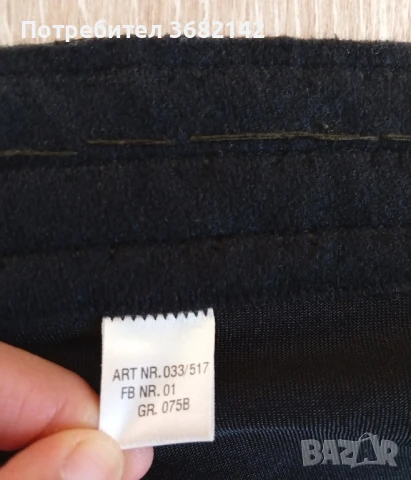 Потребител 3682142
ART NR. 033/517
FB NR. 01
GR. 075B
BAZAR